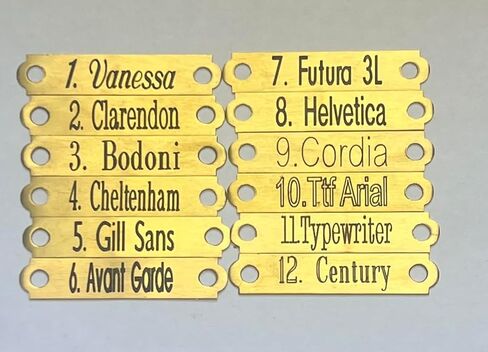 1. Vanessa
2. Clarendon
3. Bodoni
4. Cheltenham
5. Gill Sans
6. Avant Garde
7. Futura 3L
8. Helvetica
9.Cordia
10.Ttf Arial
11.Typewriter
12. Century